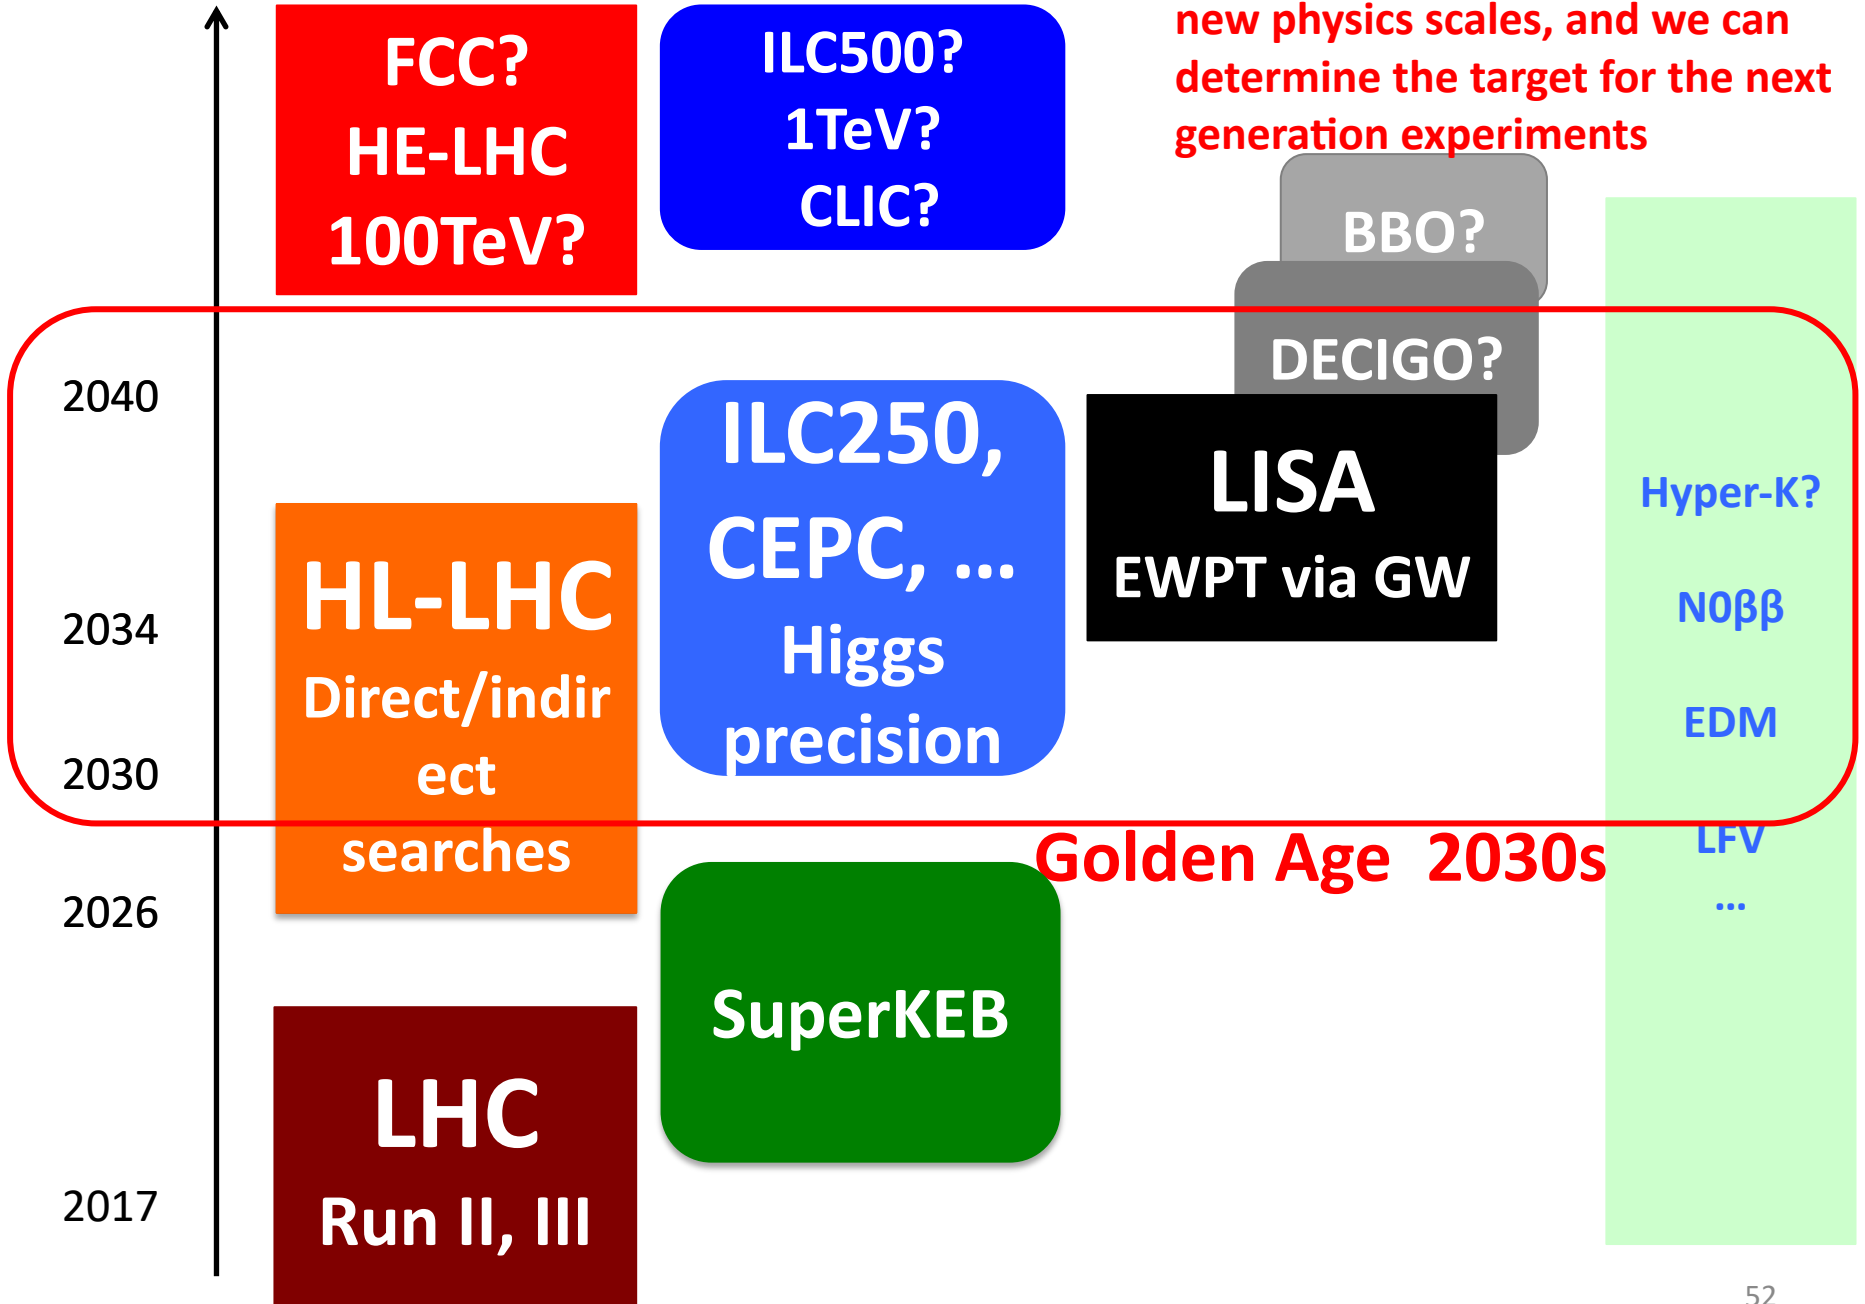 new physics scales, and we can
determine the target for the next
generation experiments
FCC?
HE-LHC
100TeV?
ILC500?
1TeV?
CLIC?
BBO?
DECIGO?
2040
2034
2030
2026
2017
ILC250,
CEPC, ...
Higgs
precision
LISA
EWPT via GW
HL-LHC
Direct/indir
ect
searches
Hyper-K?
N0ββ
EDM
LFV
...
Golden Age 2030s
SuperKEB
LHC
Run II, III
52